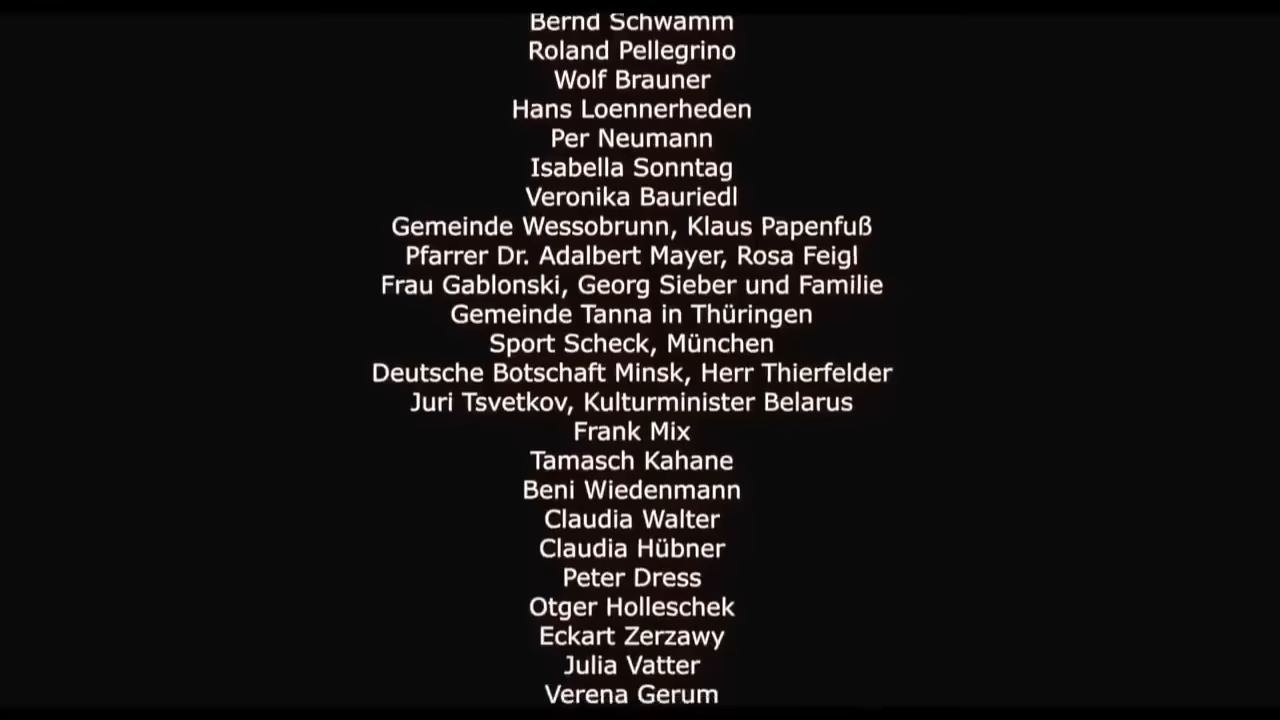 Bernd Schwamm
Roland Pellegrino
Wolf Brauner
Hans Loennerheden
Per Neumann
Isabella Sonntag
Veronika Bauriedl
Gemeinde Wessobrunn, Klaus Papenfuß
Pfarrer Dr. Adalbert Mayer, Rosa Feigl
Frau Gablonski, Georg Sieber und Familie
Gemeinde Tanna in Thüringen
Sport Scheck, München
Deutsche Botschaft Minsk, Herr Thierfelder
Juri Tsvetkov, Kulturminister Belarus
Frank Mix
Tamasch Kahane
Beni Wiedenmann
Claudia Walter
Claudia Hübner
Peter Dress
Otger Holleschek
Eckart Zerzawy
Julia Vatter
Verena Gerum